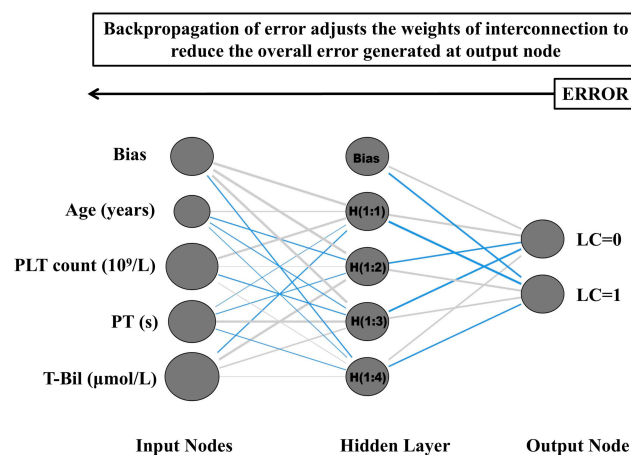 Backpropagation of error adjusts the weights of interconnection to
reduce the overall error generated at output node
ERROR
Bias
Bias
Age (years)
H(1:1)
LC=0
PLT count (10⁹/L)
H(1:2)
LC=1
PT (s)
H(1:3)
T-Bil (µmol/L)
H(1:4)
Input Nodes
Hidden Layer
Output Node